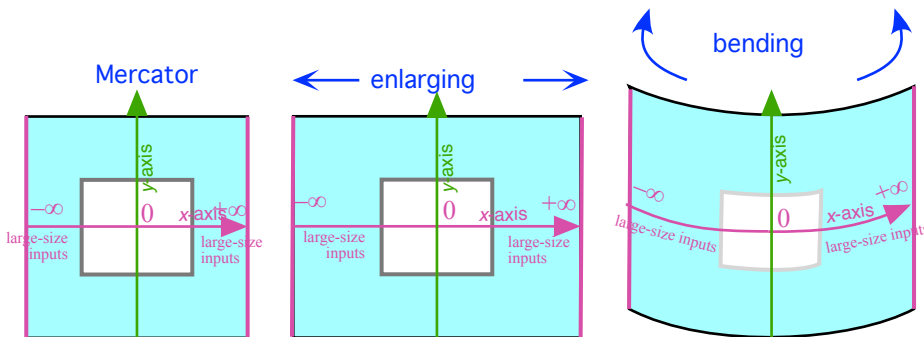 Mercator
y-axis
−∞
0
x-axis
+∞
large-size
inputs
large-size
inputs
enlarging
y-axis
−∞
0
+∞
x-axis
large-size
inputs
large-size
inputs
bending
y-axis
−∞
0
x-axis
+∞
large-size inputs
large-size inputs